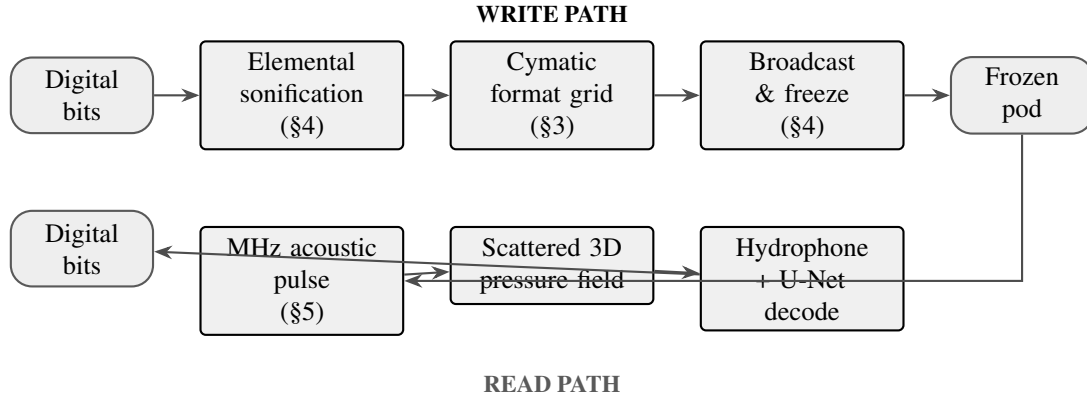 WRITE PATH
Digital
bits
Elemental
sonification
(§4)
Cymatic
format grid
(§3)
Broadcast
& freeze
(§4)
Frozen
pod
Digital
bits
MHz acoustic
pulse
(§5)
Scattered 3D
pressure field
Hydrophone
+ U-Net
decode
READ PATH